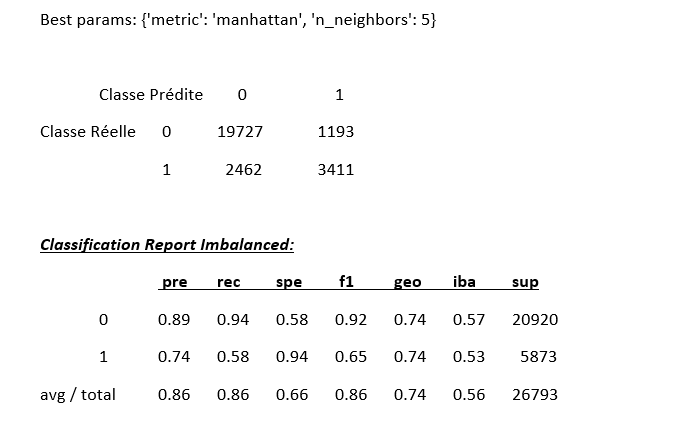 Best params: {'metric': 'manhattan', 'n_neighbors': 5}
Classe Prédite 0 1
Classe Réelle 0 19727 1193
1 2462 3411
Classification Report Imbalanced:
pre rec spe f1 geo iba sup
0 0.89 0.94 0.58 0.92 0.74 0.57 20920
1 0.74 0.58 0.94 0.65 0.74 0.53 5873
avg / total 0.86 0.86 0.66 0.86 0.74 0.56 26793